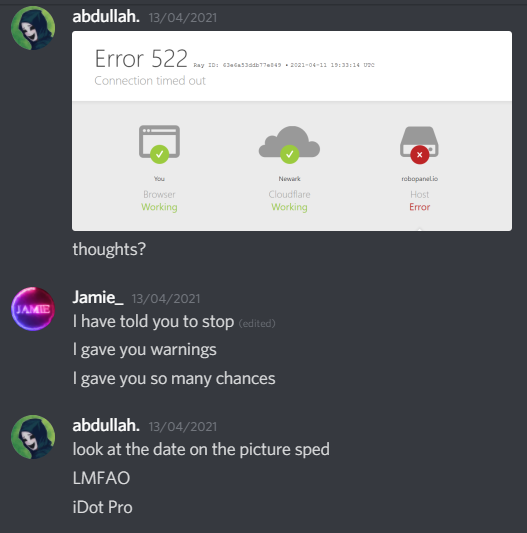 abdullah. 13/04/2021
Error 522 Ray ID: 63e6a53ddb77e849 • 2021-04-11 19:33:14 UTC
Connection timed out
You
Browser
Working
Newark
Cloudflare
Working
robopanel.io
Host
Error
thoughts?
JAMIE
Jamie_ 13/04/2021
I have told you to stop (edited)
I gave you warnings
I gave you so many chances
abdullah. 13/04/2021
look at the date on the picture sped
LMFAO
iDot Pro